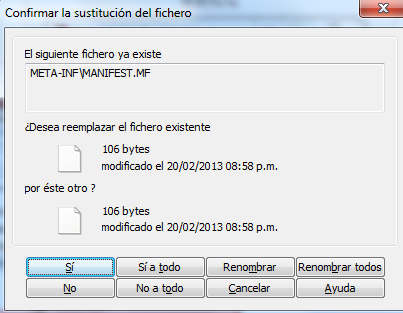 Confirmar la sustitución del fichero
El siguiente fichero ya existe
META-INF\MANIFEST.MF
¿Desea reemplazar el fichero existente
106 bytes
modificado el 20/02/2013 08:58 p.m.
por éste otro ?
106 bytes
modificado el 20/02/2013 08:58 p.m.
Sí Sí a todo Renombrar Renombrar todos
No No a todo Cancelar Ayuda